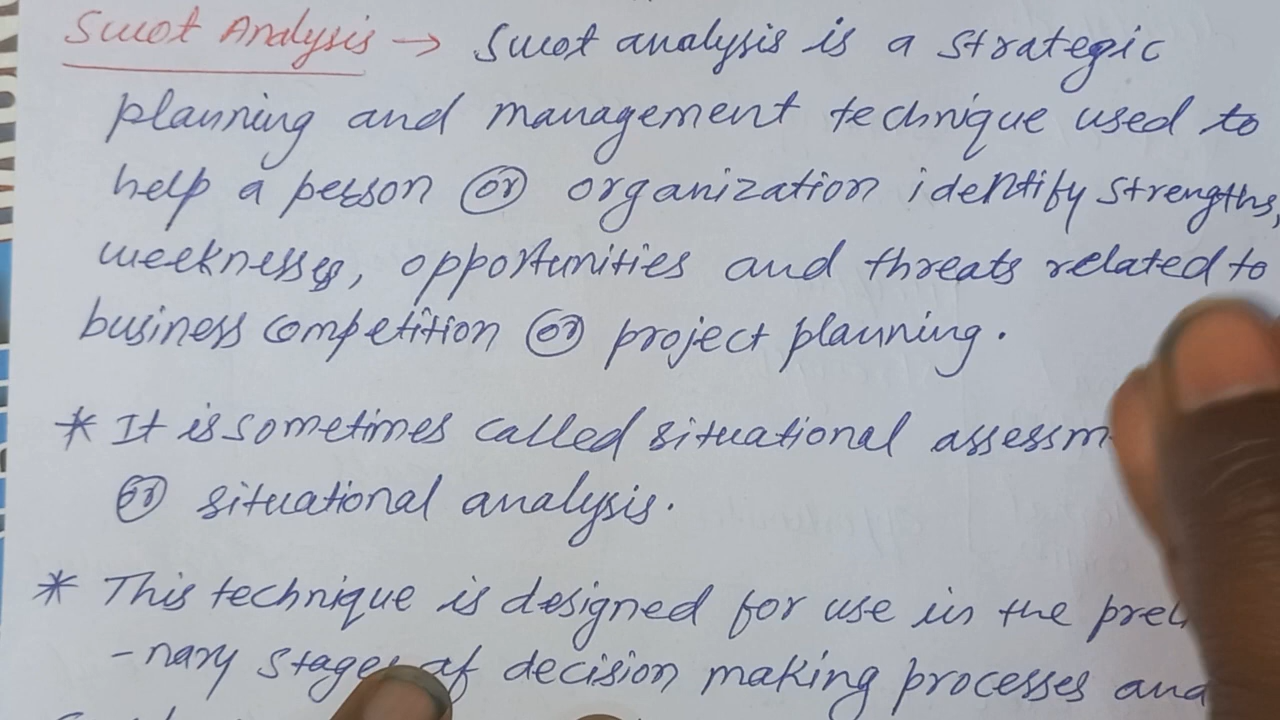 Swot Analysis → Swot analysis is a strategic
planning and management technique used to
help a person or organization identify strengths,
weeknesses, opportunities and threats related to
business competition or project planning.
* It is sometimes called situational assessm
or situational analysis.
* This technique is designed for use in the preli
-nary stages of decision making processes and